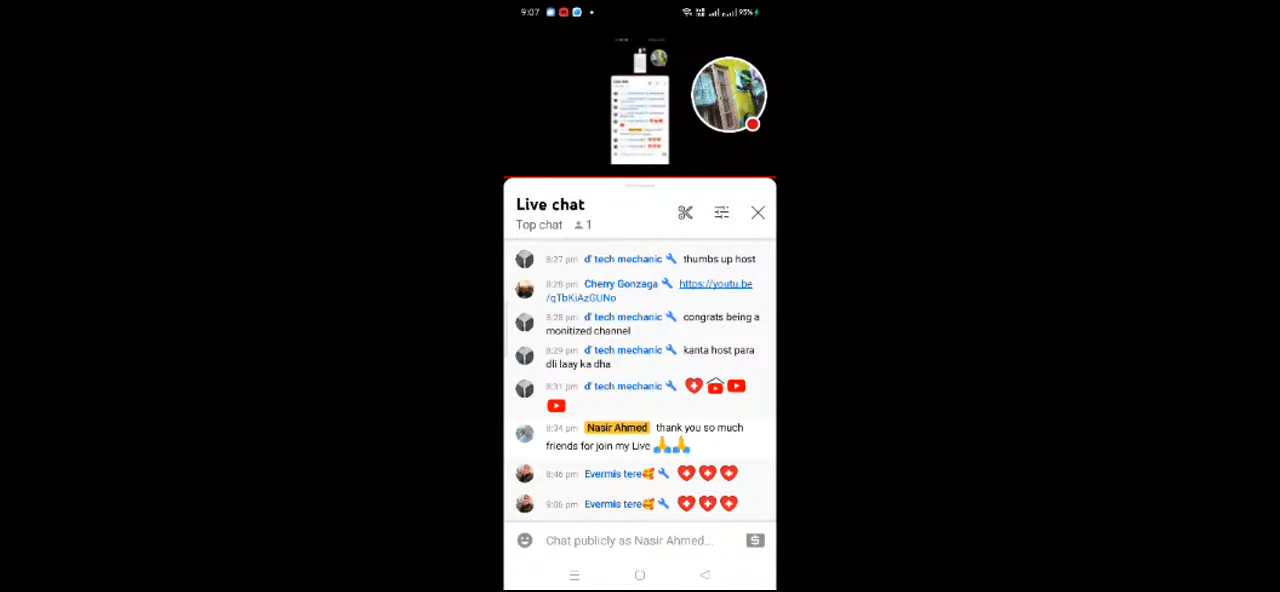 9:07
95%
Live chat
Top chat 1
8:27 pm d' tech mechanic thumbs up host
8:28 pm Cherry Gonzaga https://youtu.be
/qTbKiAzGUNo
8:28 pm d' tech mechanic congrats being a
monitized channel
8:29 pm d' tech mechanic kanta host para
dli laay ka dha
8:31 pm d' tech mechanic
8:34 pm Nasir Ahmed thank you so much
friends for join my Live 🙏🙏
8:46 pm Evermis tere🥰
9:06 pm Evermis tere🥰
Chat publicly as Nasir Ahmed...